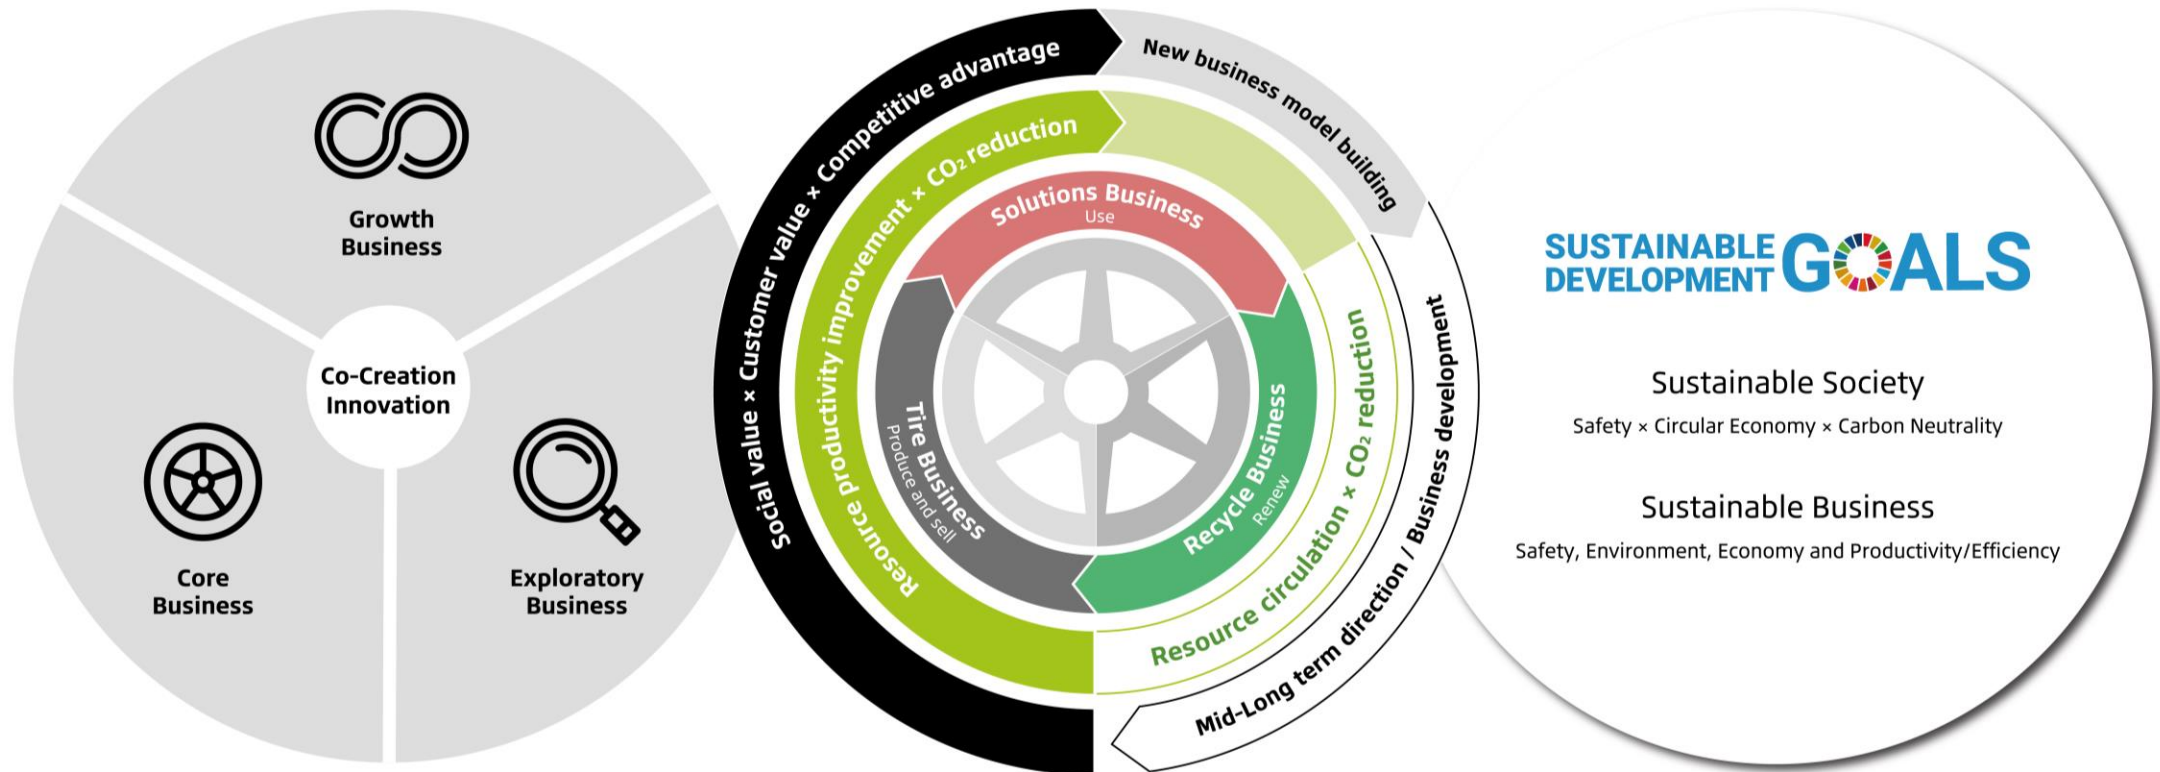 Growth
Business
Co-Creation
Innovation
Core
Business
Exploratory
Business
Social value × Customer value × Competitive advantage
New business model building
Mid-Long term direction / Business development
Resource productivity improvement × CO₂ reduction
Resource circulation × CO₂ reduction
Solutions Business
Use
Tire Business
Produce and sell
Recycle Business
Renew
SUSTAINABLE
DEVELOPMENT
GOALS
Sustainable Society
Safety × Circular Economy × Carbon Neutrality
Sustainable Business
Safety, Environment, Economy and Productivity/Efficiency